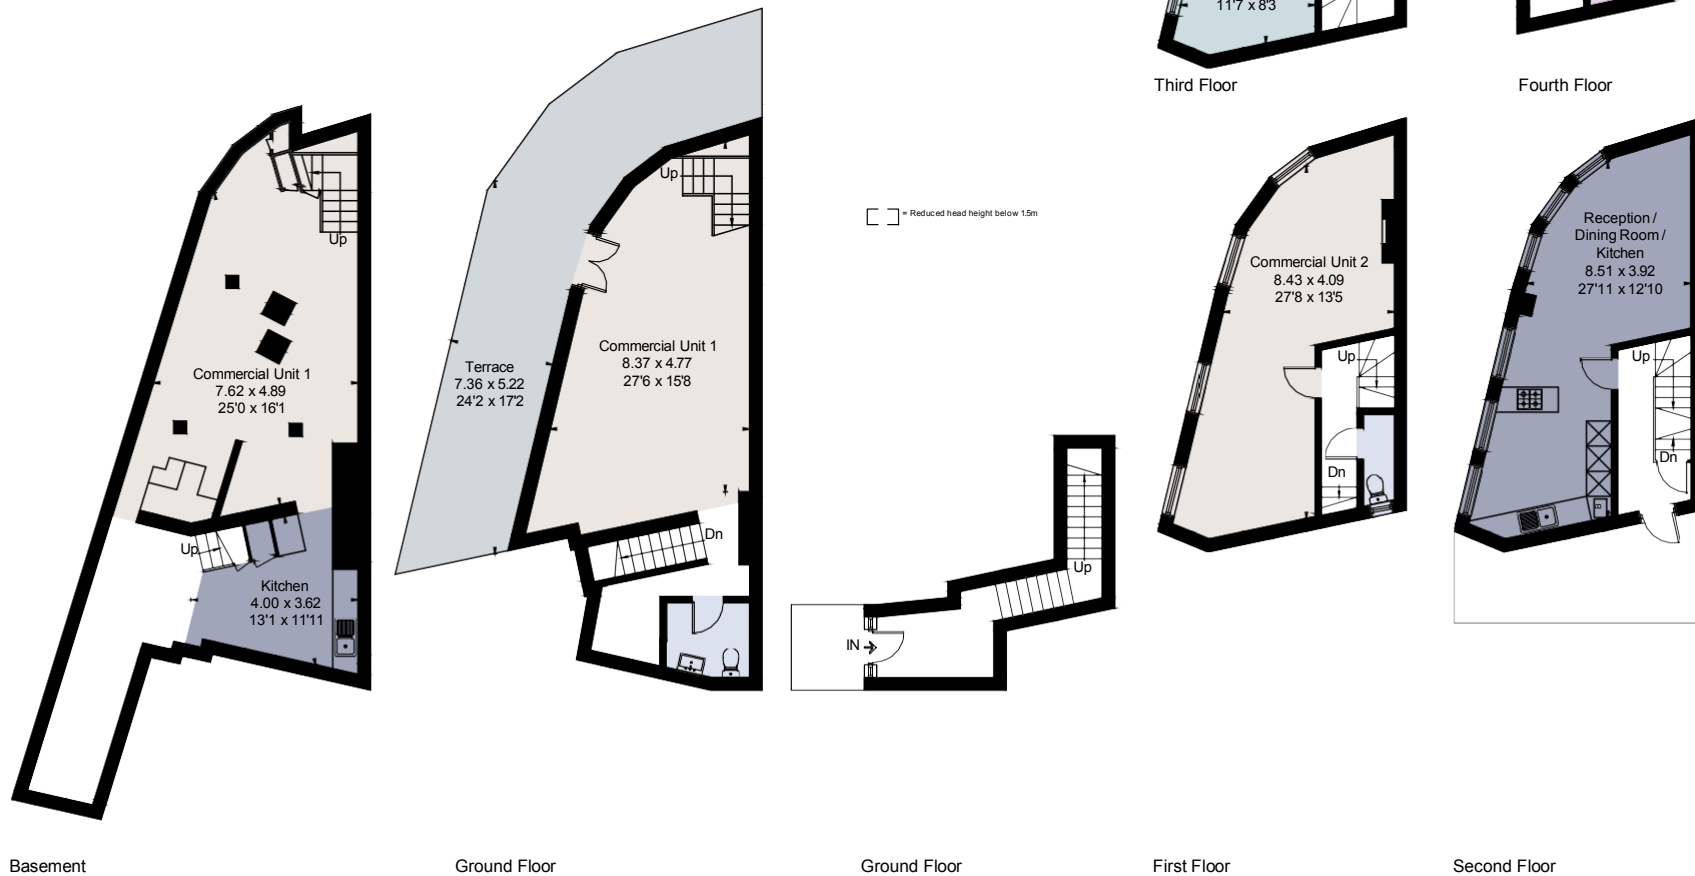 11'7 x 8'3
Third Floor
Fourth Floor
Up
Up
Commercial Unit 1
7.62 x 4.89
25'0 x 16'1
Up
Kitchen
4.00 x 3.62
13'1 x 11'11
Basement
Up
Terrace
7.36 x 5.22
24'2 x 17'2
Commercial Unit 1
8.37 x 4.77
27'6 x 15'8
Dn
Ground Floor
= Reduced head height below 1.5m
Up
IN
Ground Floor
Commercial Unit 2
8.43 x 4.09
27'8 x 13'5
Up
Dn
First Floor
Reception /
Dining Room /
Kitchen
8.51 x 3.92
27'11 x 12'10
Up
Dn
B
Second Floor